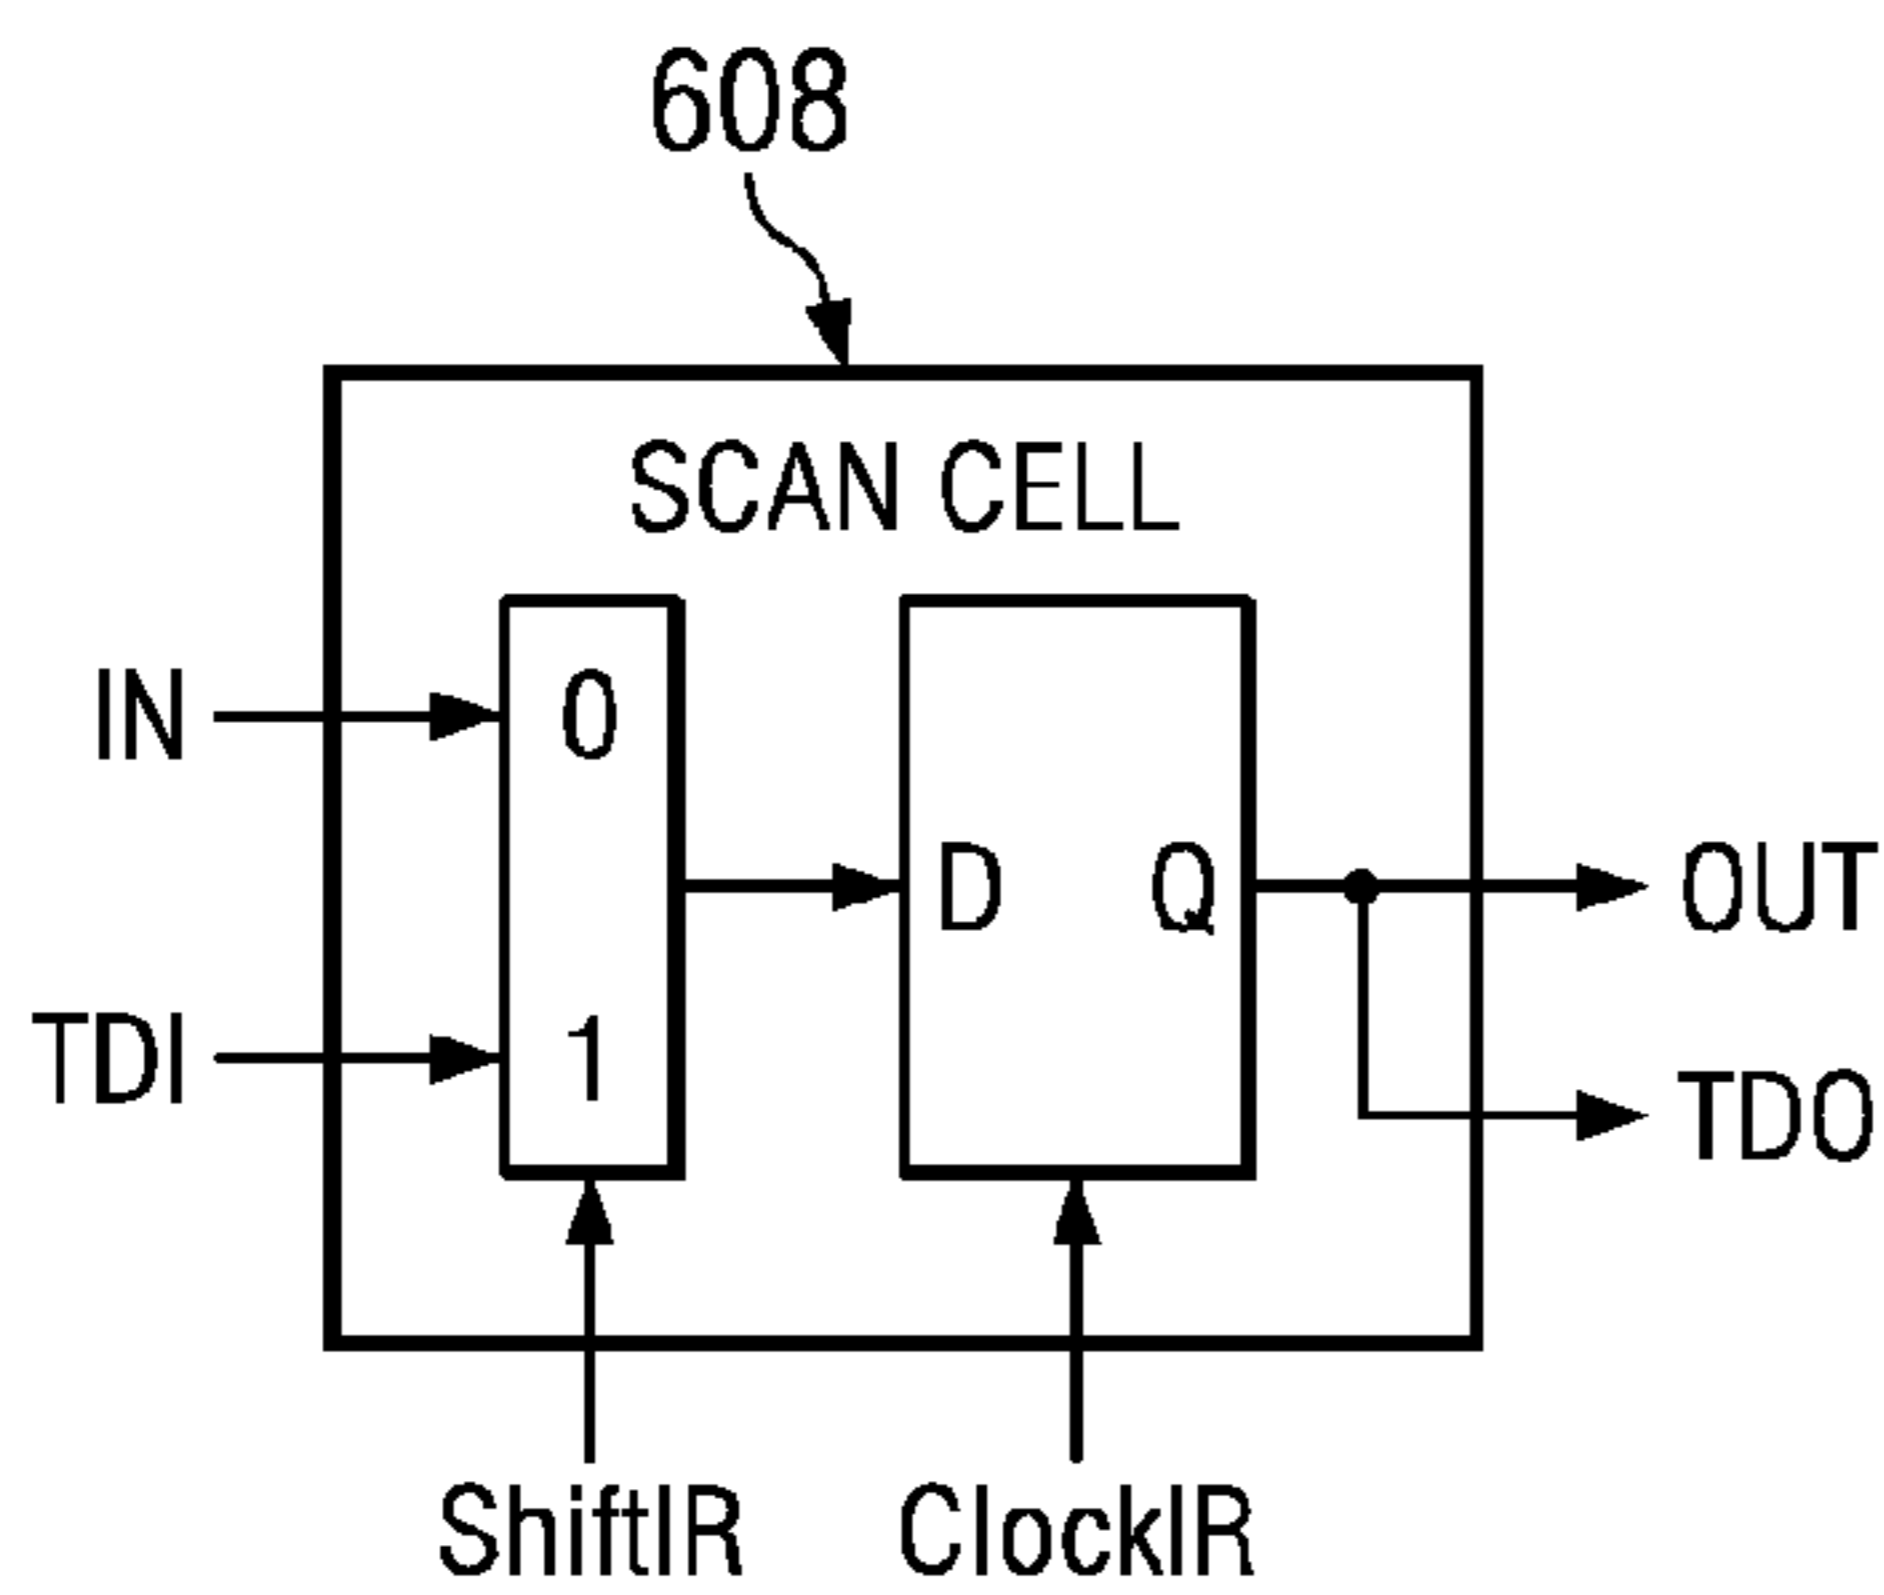 608
SCAN CELL
IN
0
D
Q
OUT
TDI
1
TDO
ShiftIR
ClockIR